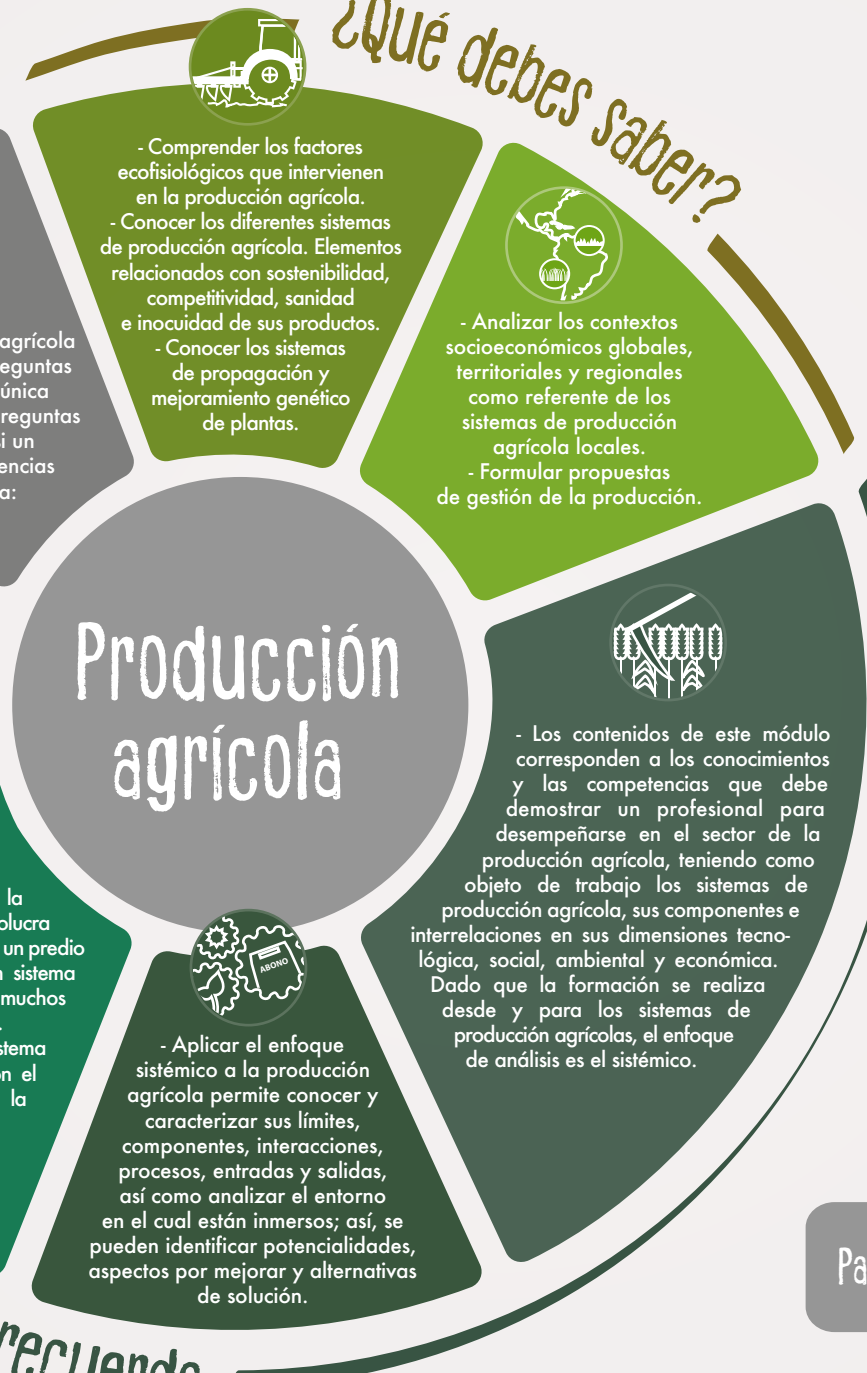 ¿Qué debes saber?
- Comprender los factores
ecofisiológicos que intervienen
en la producción agrícola.
- Conocer los diferentes sistemas
de producción agrícola. Elementos
relacionados con sostenibilidad,
competitividad, sanidad
e inocuidad de sus productos.
- Conocer los sistemas
de propagación y
mejoramiento genético
de plantas.
- Analizar los contextos
socioeconómicos globales,
territoriales y regionales
como referente de los
sistemas de producción
agrícola locales.
- Formular propuestas
de gestión de la producción.
agrícola
única
un
Producción
agrícola
- Los contenidos de este módulo
corresponden a los conocimientos
y las competencias que debe
demostrar un profesional para
desempeñarse en el sector de la
producción agrícola, teniendo como
objeto de trabajo los sistemas de
producción agrícola, sus componentes e
interrelaciones en sus dimensiones tecno-
lógica, social, ambiental y económica.
Dado que la formación se realiza
desde y para los sistemas de
producción agrícolas, el enfoque
de análisis es el sistémico.
la
un predio
sistema
muchos
el
la
ABONO
- Aplicar el enfoque
sistémico a la producción
agrícola permite conocer y
caracterizar sus límites,
componentes, interacciones,
procesos, entradas y salidas,
así como analizar el entorno
en el cual están inmersos; así, se
pueden identificar potencialidades,
aspectos por mejorar y alternativas
de solución.